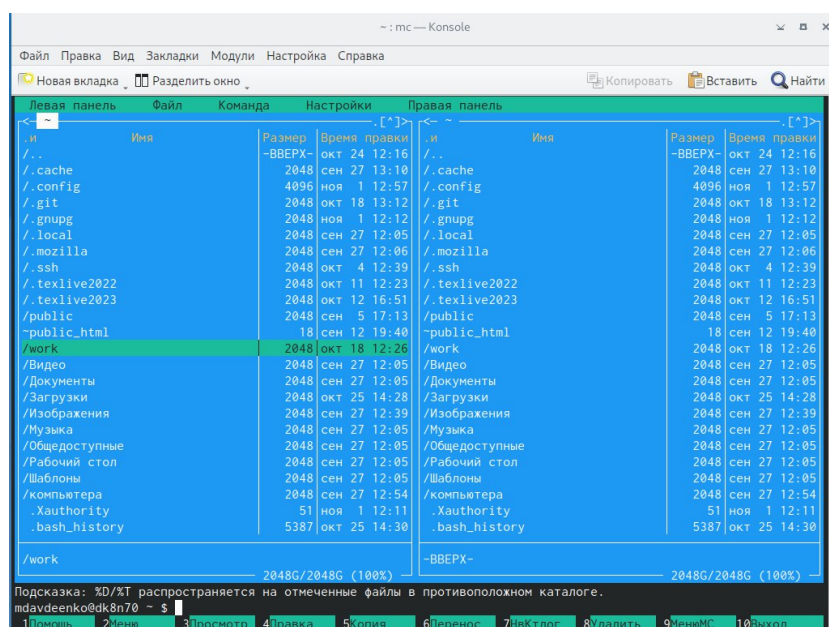 ~ : mc — Konsole
Файл Правка Вид Закладки Модули Настройка Справка
Новая вкладка Разделить окно Копировать Вставить Найти
Левая панель Файл Команда Настройки Правая панель
<— ~ .[^]> <— ~ .[^]>
.и Имя Размер Время правки .и Имя Размер Время правки
/.. -ВВЕРХ- окт 24 12:16 /.. -ВВЕРХ- окт 24 12:16
/.cache 2048 сен 27 13:10 /.cache 2048 сен 27 13:10
/.config 4096 ноя 1 12:57 /.config 4096 ноя 1 12:57
/.git 2048 окт 18 13:12 /.git 2048 окт 18 13:12
/.gnupg 2048 ноя 1 12:12 /.gnupg 2048 ноя 1 12:12
/.local 2048 сен 27 12:05 /.local 2048 сен 27 12:05
/.mozilla 2048 сен 27 12:06 /.mozilla 2048 сен 27 12:06
/.ssh 2048 окт 4 12:39 /.ssh 2048 окт 4 12:39
/.texlive2022 2048 окт 11 12:23 /.texlive2022 2048 окт 11 12:23
/.texlive2023 2048 окт 12 16:51 /.texlive2023 2048 окт 12 16:51
/public 2048 сен 5 17:13 /public 2048 сен 5 17:13
~public_html 18 сен 12 19:40 ~public_html 18 сен 12 19:40
/work 2048 окт 18 12:26 /work 2048 окт 18 12:26
/Видео 2048 сен 27 12:05 /Видео 2048 сен 27 12:05
/Документы 2048 сен 27 12:05 /Документы 2048 сен 27 12:05
/Загрузки 2048 окт 25 14:28 /Загрузки 2048 окт 25 14:28
/Изображения 2048 сен 27 12:39 /Изображения 2048 сен 27 12:39
/Музыка 2048 сен 27 12:05 /Музыка 2048 сен 27 12:05
/Общедоступные 2048 сен 27 12:05 /Общедоступные 2048 сен 27 12:05
/Рабочий стол 2048 сен 27 12:05 /Рабочий стол 2048 сен 27 12:05
/Шаблоны 2048 сен 27 12:05 /Шаблоны 2048 сен 27 12:05
/компьютера 2048 сен 27 12:54 /компьютера 2048 сен 27 12:54
.Xauthority 51 ноя 1 12:11 .Xauthority 51 ноя 1 12:11
.bash_history 5387 окт 25 14:30 .bash_history 5387 окт 25 14:30
/work -ВВЕРХ-
2048G/2048G (100%) 2048G/2048G (100%)
Подсказка: %D/%T распространяется на отмеченные файлы в противоположном каталоге.
mdavdeenko@dk8n70 ~ $
1Помощь 2Меню 3Просмотр 4Правка 5Копия 6Перенос 7НвКтлог 8Удалить 9МенюМС 10Выход